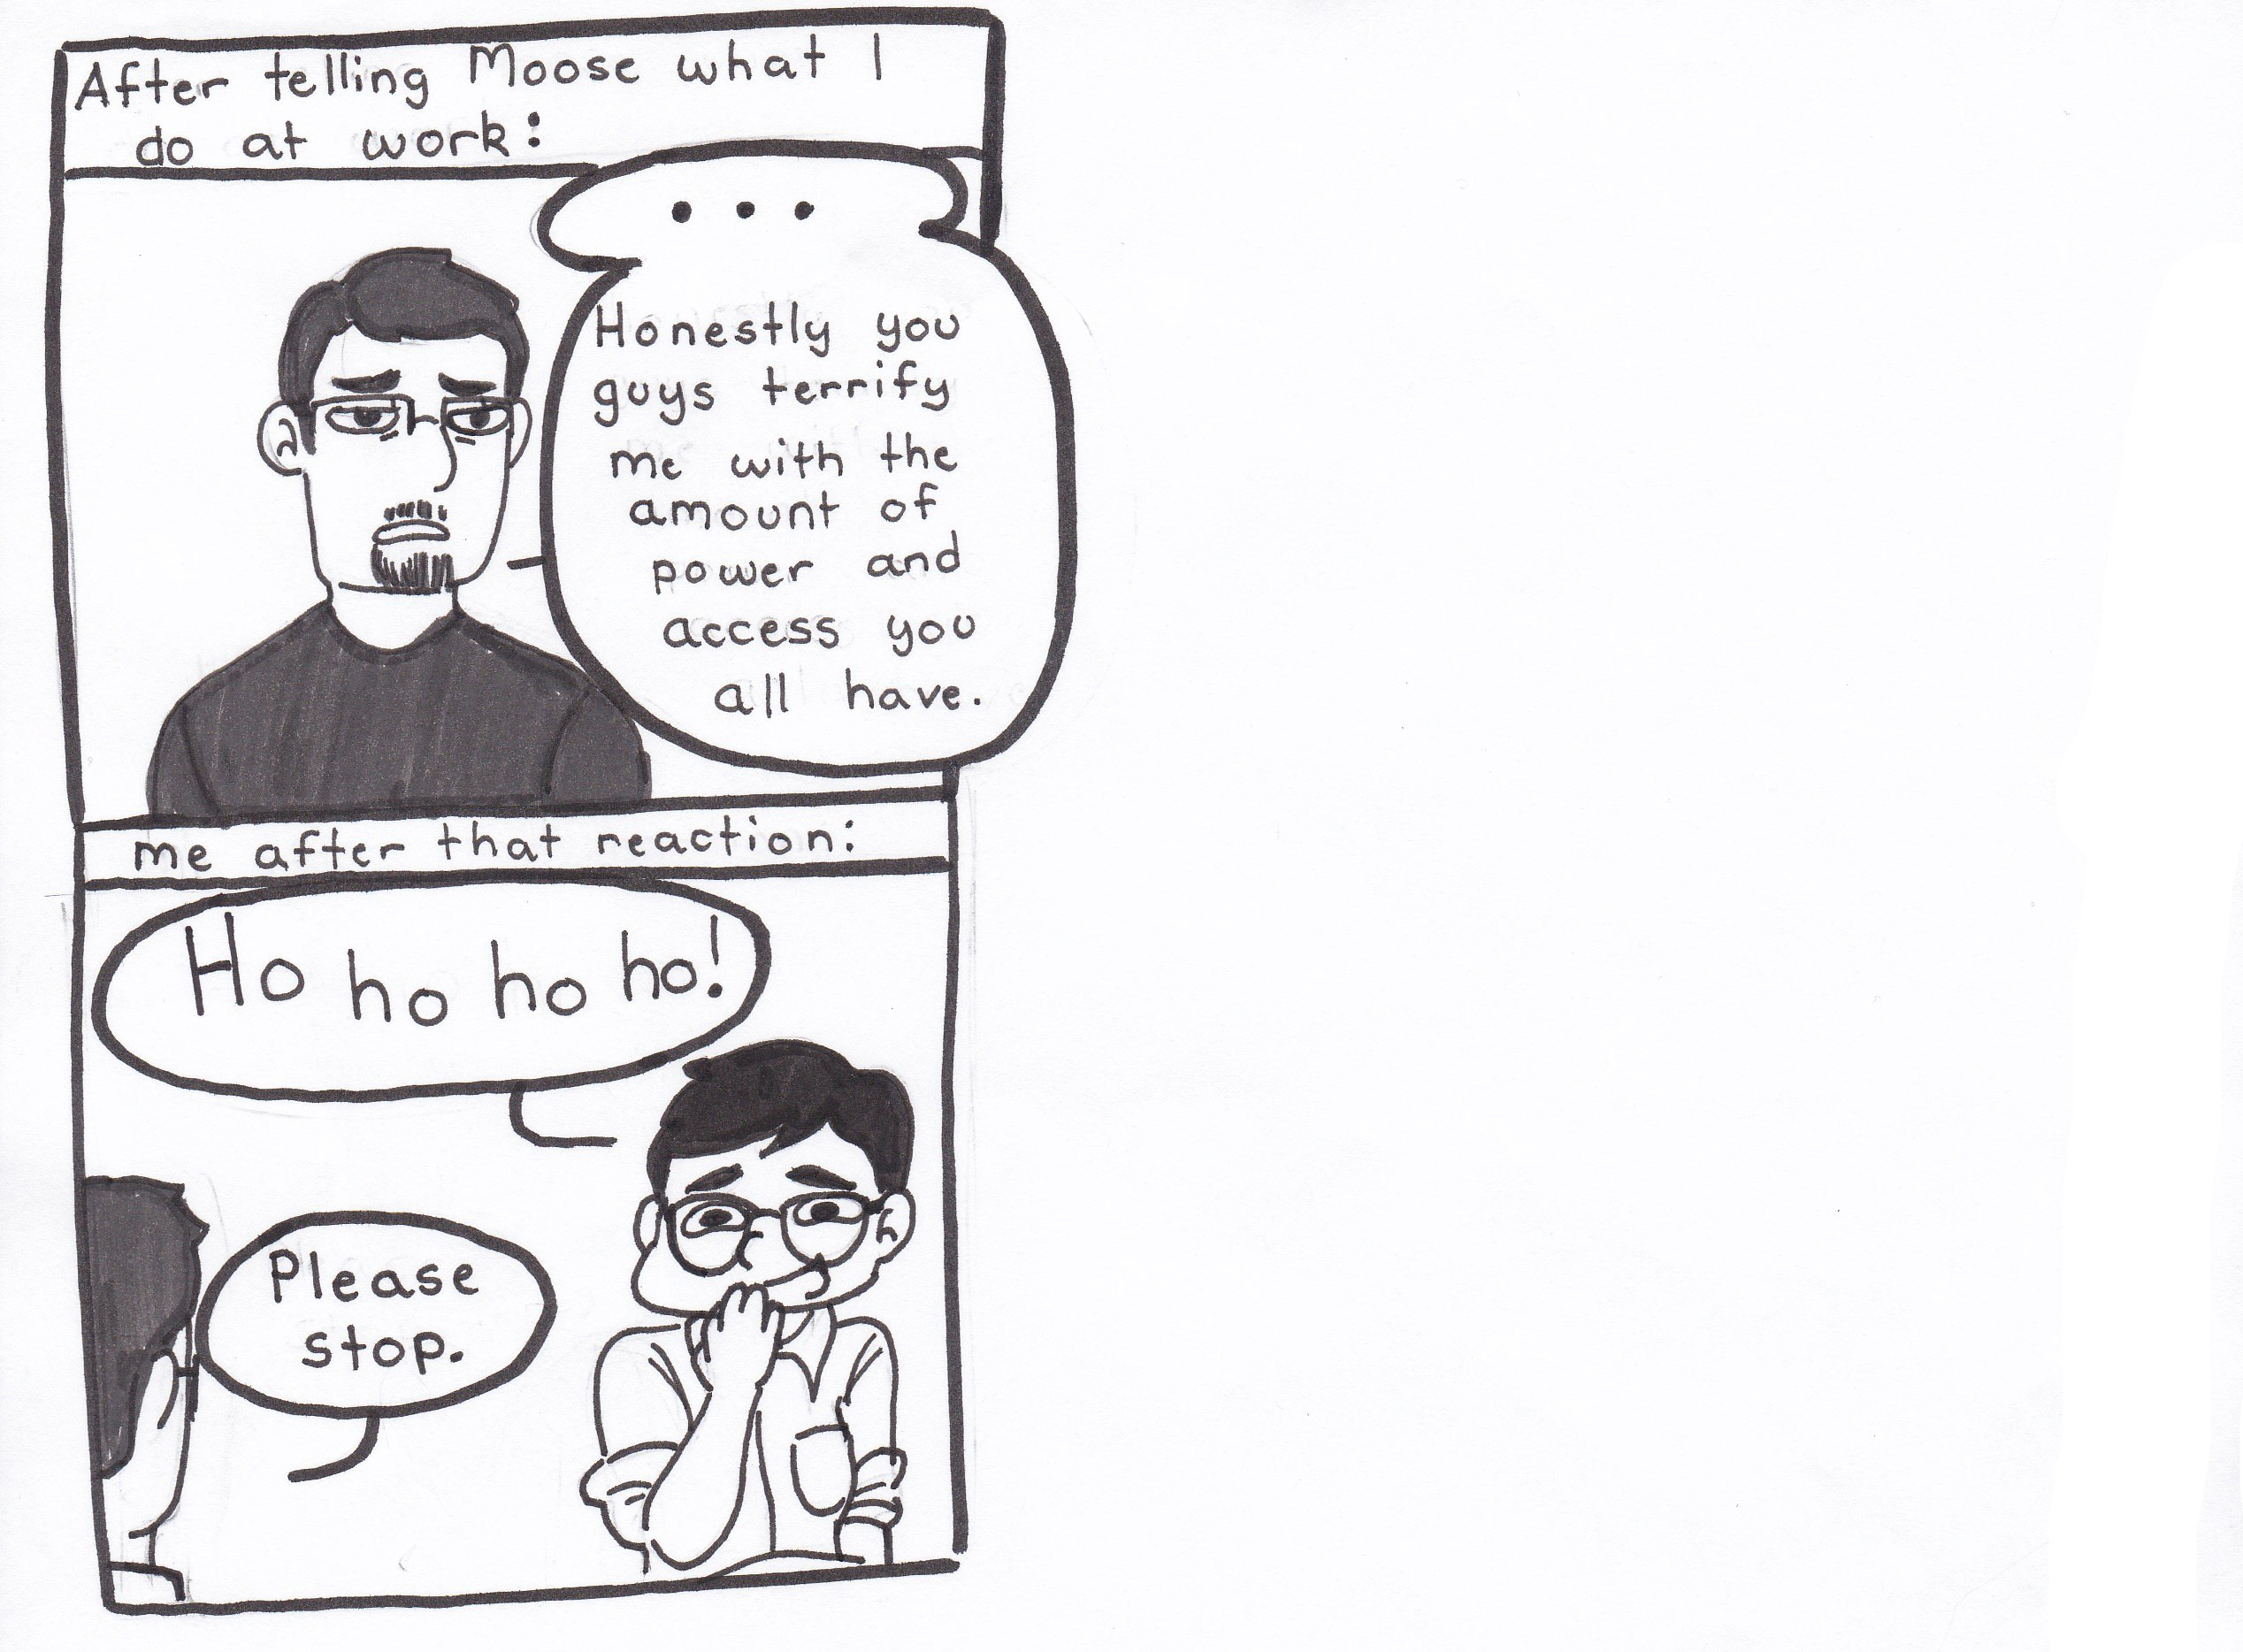 After telling Moose what I
do at work:
...
Honestly you
guys terrify
me with the
amount of
power and
access you
all have.
me after that reaction:
Ho ho ho ho!
Please
stop.